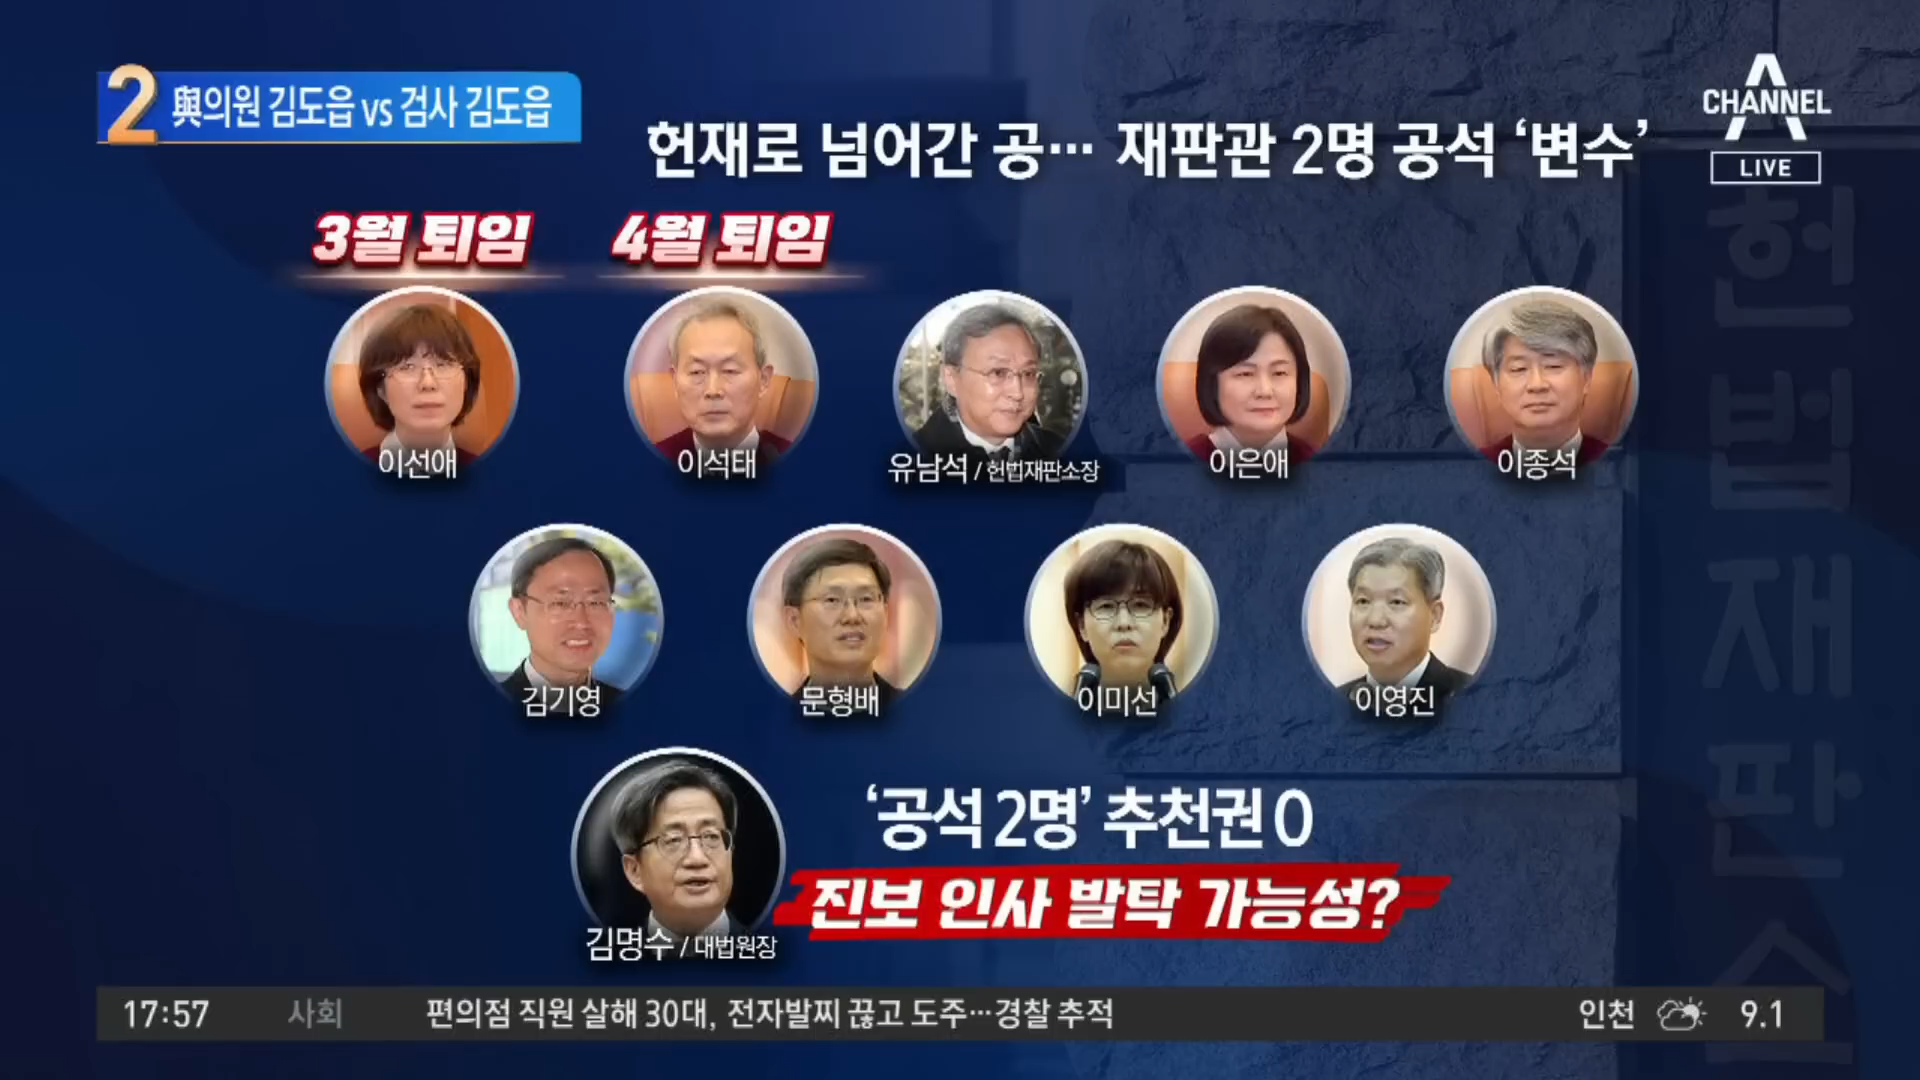 2 與의원 김도읍 vs 검사 김도읍
CHANNEL A
LIVE
헌재로 넘어간 공… 재판관 2명 공석 ‘변수’
3월 퇴임
4월 퇴임
이선애
이석태
유남석 / 헌법재판소장
이은애
이종석
김기영
문형배
이미선
이영진
김명수 / 대법원장
‘공석 2명’ 추천권 0
진보 인사 발탁 가능성?
헌법재판소
17:57 사회 편의점 직원 살해 30대, 전자발찌 끊고 도주…경찰 추적 인천 9.1